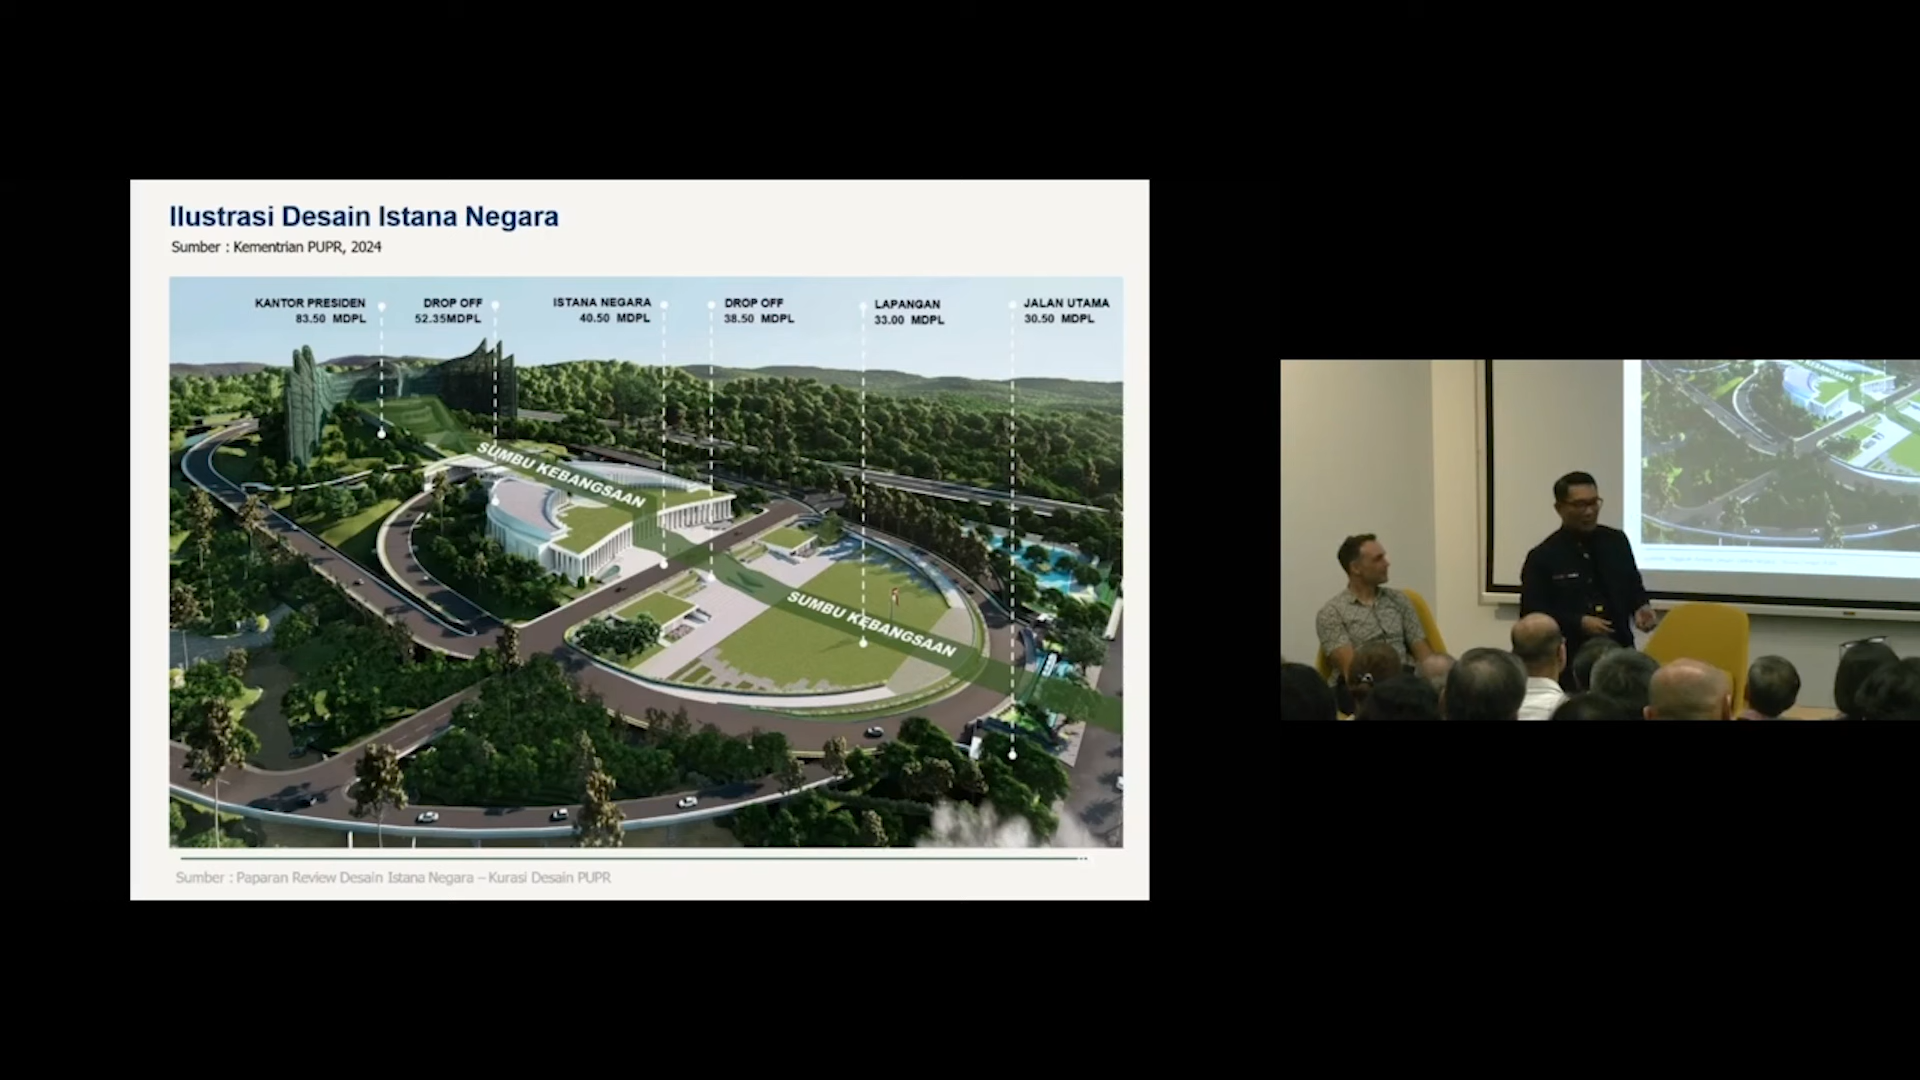 Ilustrasi Desain Istana Negara
Sumber : Kementrian PUPR, 2024
KANTOR PRESIDEN
83.50 MDPL
DROP OFF
52.35MDPL
ISTANA NEGARA
40.50 MDPL
DROP OFF
38.50 MDPL
LAPANGAN
33.00 MDPL
JALAN UTAMA
30.50 MDPL
SUMBU KEBANGSAAN
SUMBU KEBANGSAAN
Sumber : Paparan Review Desain Istana Negara – Kurasi Desain PUPR
KEBANGSAAN